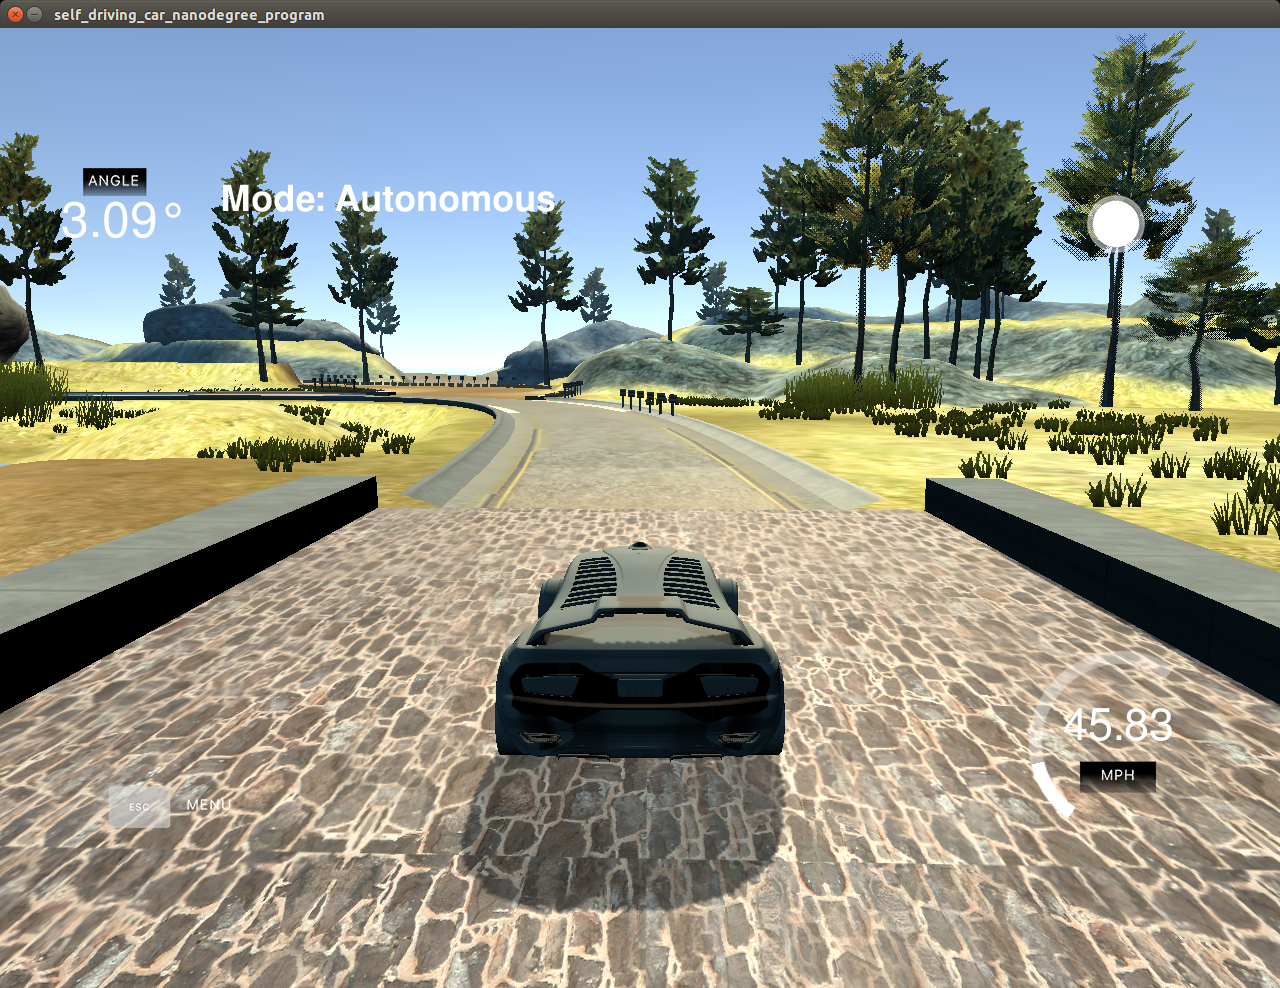 self_driving_car_nanodegree_program
ANGLE
3.09°
Mode: Autonomous
45.83
MPH
ESC
MENU